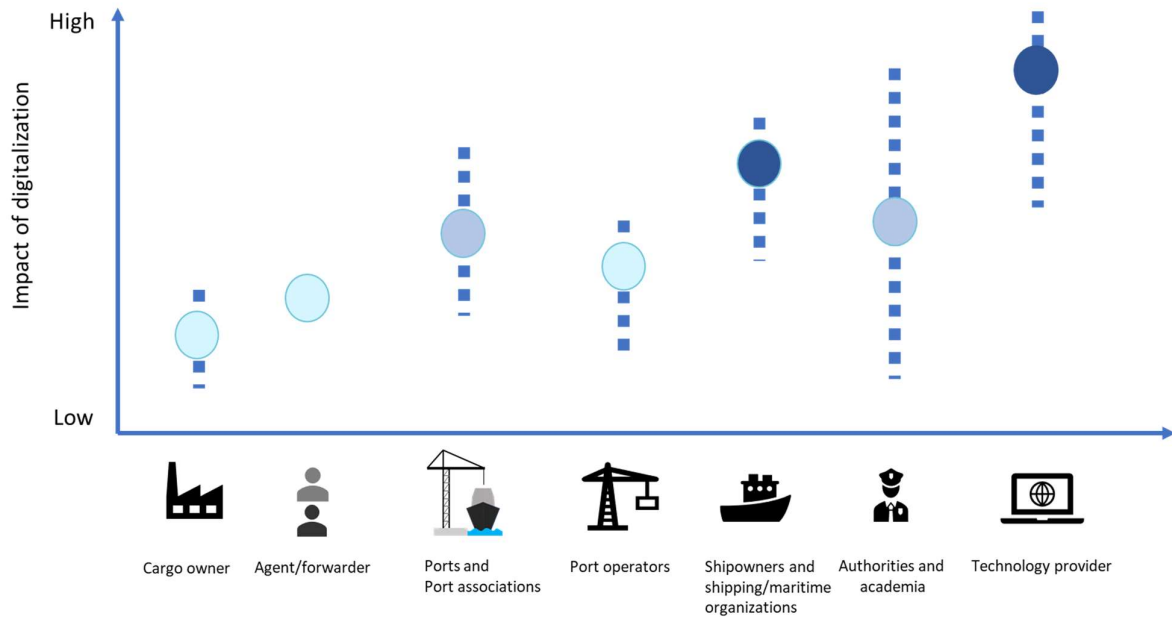 High
Impact of digitalization
Low
Cargo owner
Agent/forwarder
Ports and
Port associations
Port operators
Shipowners and
shipping/maritime
organizations
Authorities and
academia
Technology provider